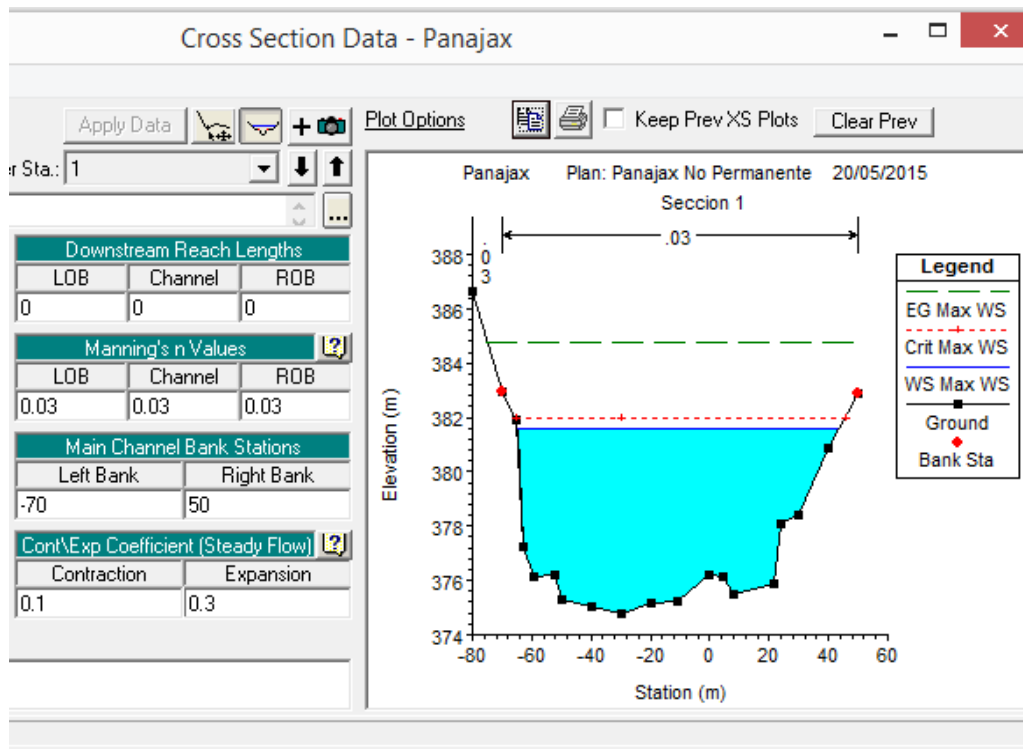 Cross Section Data - Panajax
Apply Data
Plot Options
Keep Prev XS Plots
Clear Prev
er Sta.: 1
...
Downstream Reach Lengths
LOB Channel ROB
0 0 0
Manning's n Values
LOB Channel ROB
0.03 0.03 0.03
Main Channel Bank Stations
Left Bank Right Bank
-70 50
Cont\Exp Coefficient (Steady Flow)
Contraction Expansion
0.1 0.3
Panajax Plan: Panajax No Permanente 20/05/2015
Seccion 1
.03
.03
388
386
384
382
380
378
376
374
Elevation (m)
-80 -60 -40 -20 0 20 40 60
Station (m)
Legend
EG Max WS
Crit Max WS
WS Max WS
Ground
Bank Sta